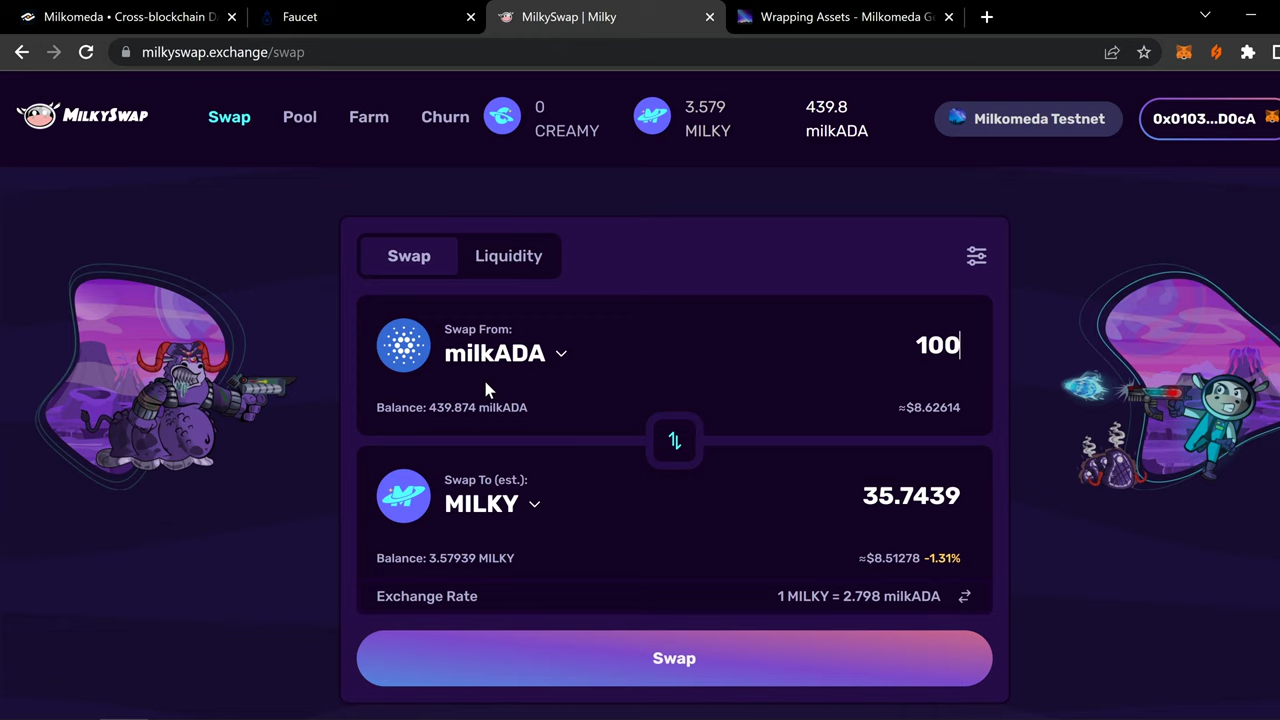 Milkomeda • Cross-blockchain D
Faucet
MilkySwap | Milky
Wrapping Assets - Milkomeda Ge
milkyswap.exchange/swap
MILKYSWAP
Swap
Pool
Farm
Churn
0
CREAMY
3.579
MILKY
439.8
milkADA
Milkomeda Testnet
0x0103...D0cA
Swap
Liquidity
Swap From:
milkADA
100
Balance: 439.874 milkADA
≈$8.62614
Swap To (est.):
MILKY
35.7439
Balance: 3.57939 MILKY
≈$8.51278 -1.31%
Exchange Rate
1 MILKY = 2.798 milkADA
Swap